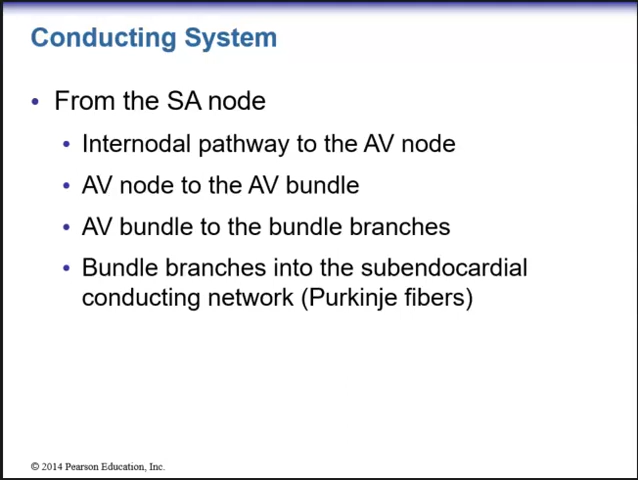 Conducting System
• From the SA node
• Internodal pathway to the AV node
• AV node to the AV bundle
• AV bundle to the bundle branches
• Bundle branches into the subendocardial
conducting network (Purkinje fibers)
© 2014 Pearson Education, Inc.